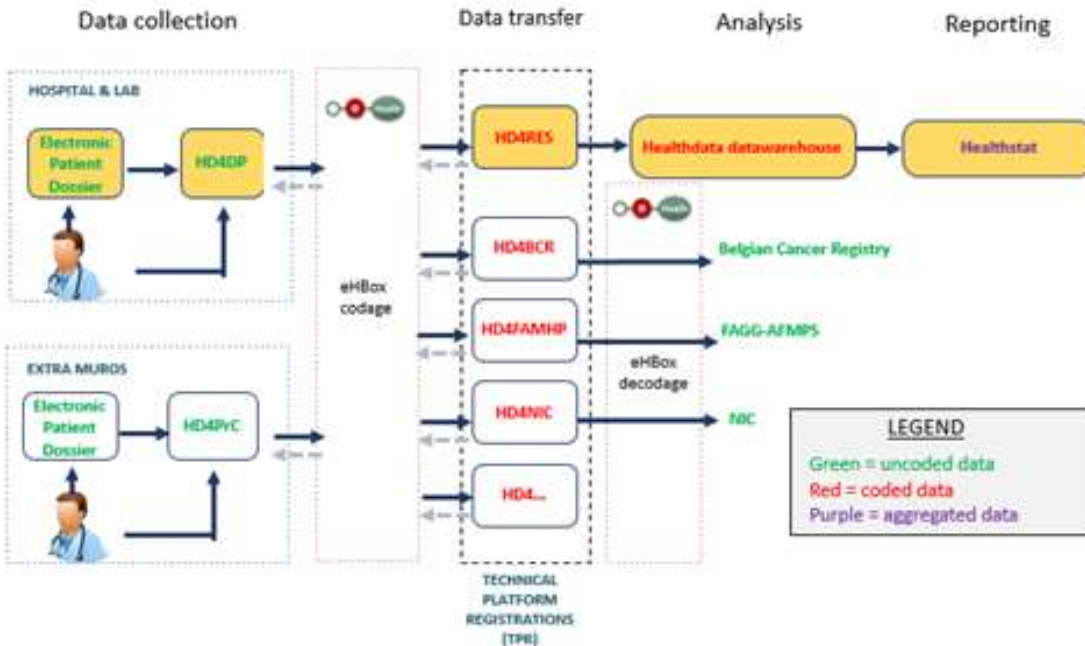 Data collection
Data transfer
Analysis
Reporting
HOSPITAL & LAB
Electronic
Patient
Dossier
HD4DP
eHealth
HD4RES
Healthdata datawarehouse
Healthstat
eHealth
HD4BCR
Belgian Cancer Registry
eHBox
codage
HD4FAMHP
FAGG-AFMPS
EXTRA MUROS
eHBox
decodage
Electronic
Patient
Dossier
HD4PrC
HD4NIC
NIC
HD4...
LEGEND
Green = uncoded data
Red = coded data
Purple = aggregated data
TECHNICAL
PLATFORM
REGISTRATIONS
(TPR)